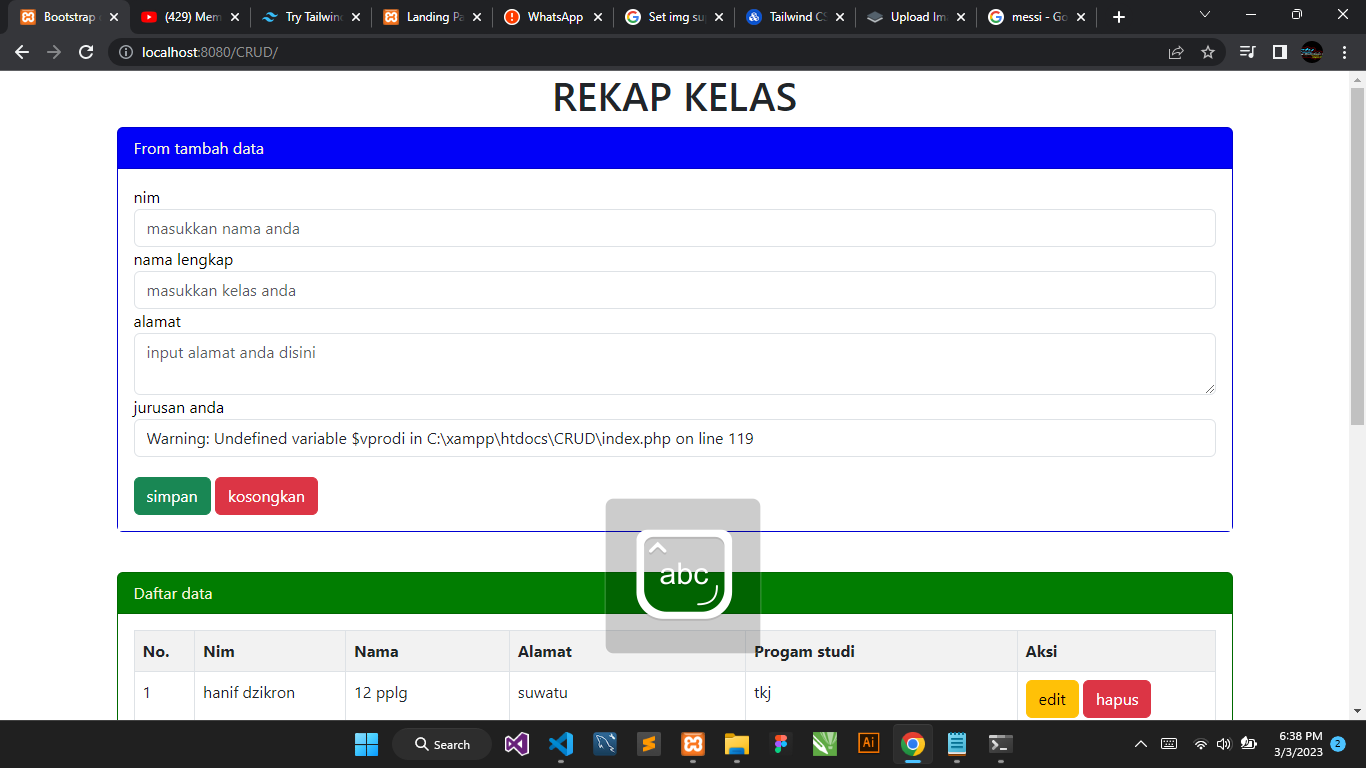 Bootstrap
(429) Mem
Try Tailwin
Landing Pa
WhatsApp
Set img su
Tailwind CS
Upload Im
messi - Go
localhost:8080/CRUD/
REKAP KELAS
From tambah data
nim
masukkan nama anda
nama lengkap
masukkan kelas anda
alamat
input alamat anda disini
jurusan anda
Warning: Undefined variable $vprodi in C:\xampp\htdocs\CRUD\index.php on line 119
simpan kosongkan
abc
Daftar data
No. Nim Nama Alamat Progam studi Aksi
1 hanif dzikron 12 pplg suwatu tkj edit hapus
Search
Ai
6:38 PM
3/3/2023
2